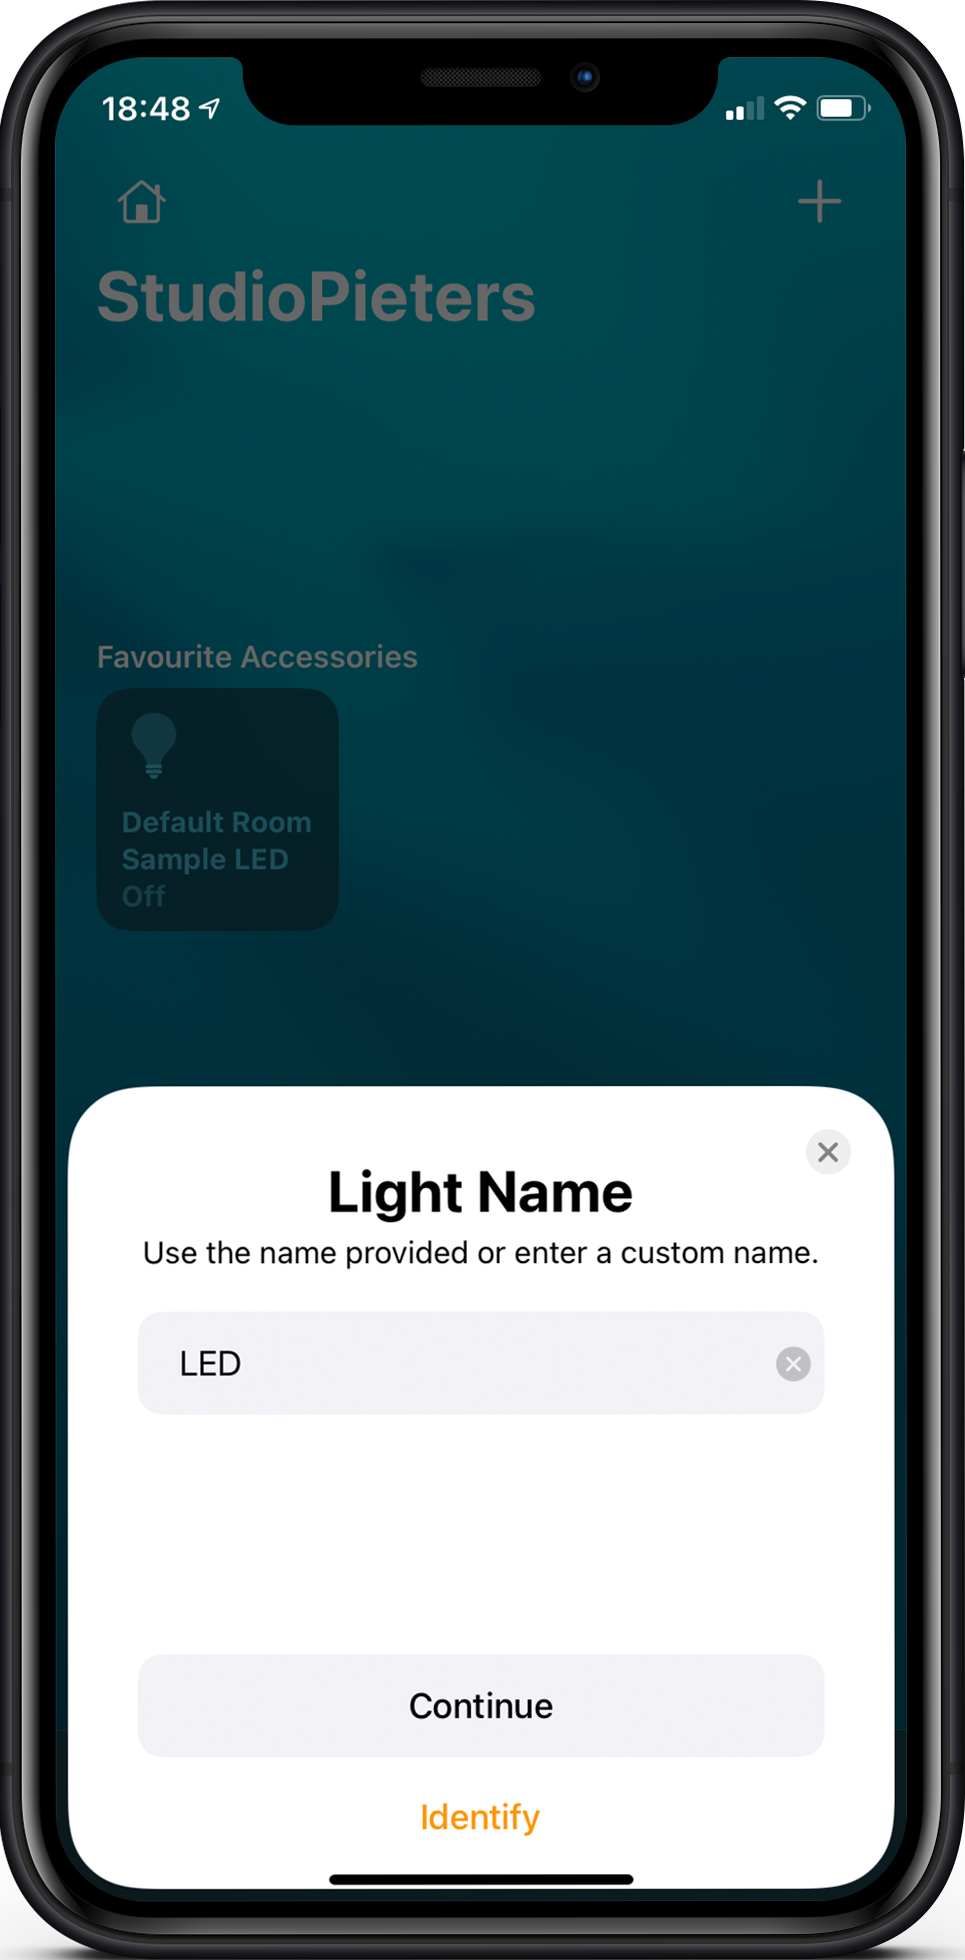 18:48
StudioPieters
Favourite Accessories
Default Room
Sample LED
Off
Light Name
Use the name provided or enter a custom name.
LED
Continue
Identify